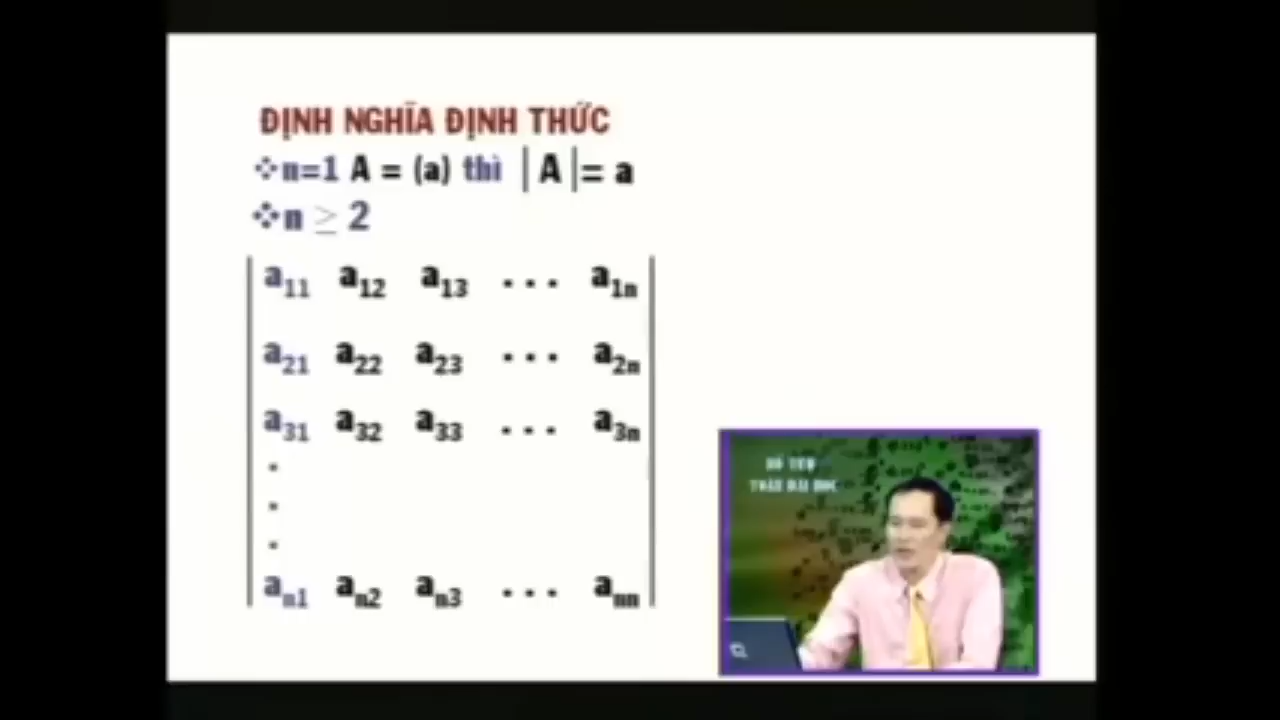 ĐỊNH NGHĨA ĐỊNH THỨC
❖n=1 A = (a) thì |A|= a
❖n ≥ 2
a11 a12 a13 ... a1n
a21 a22 a23 ... a2n
a31 a32 a33 ... a3n
.
.
.
an1 an2 an3 ... ann